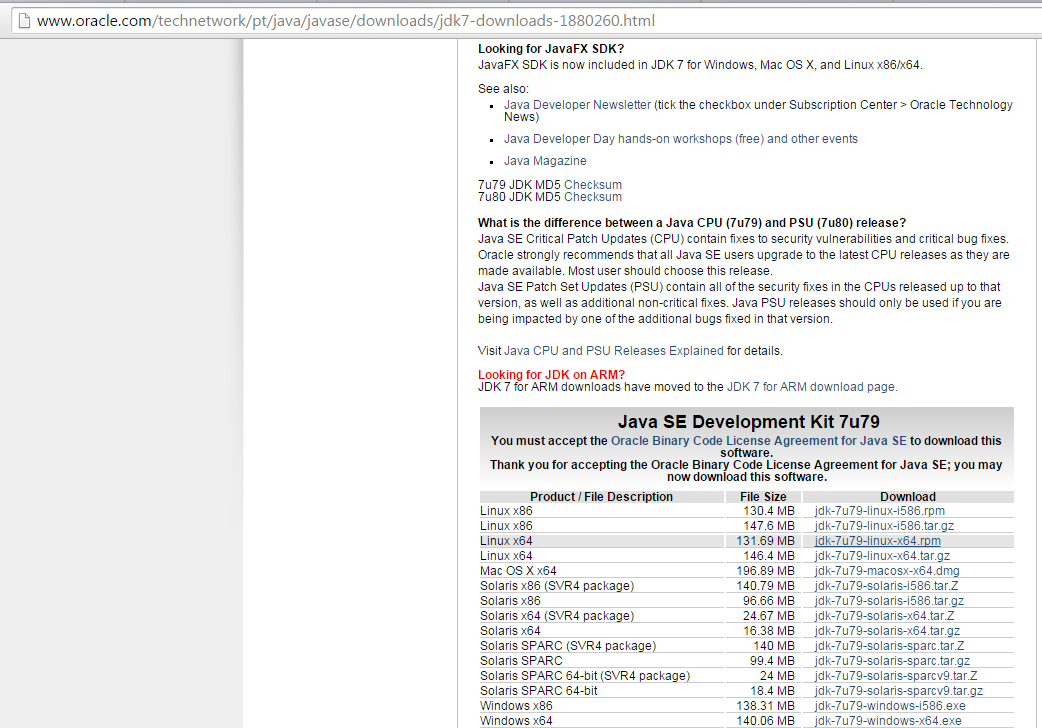 www.oracle.com/technetwork/pt/java/javase/downloads/jdk7-downloads-1880260.html
Looking for JavaFX SDK?
JavaFX SDK is now included in JDK 7 for Windows, Mac OS X, and Linux x86/x64.
See also:
Java Developer Newsletter (tick the checkbox under Subscription Center > Oracle Technology
News)
Java Developer Day hands-on workshops (free) and other events
Java Magazine
7u79 JDK MD5 Checksum
7u80 JDK MD5 Checksum
What is the difference between a Java CPU (7u79) and PSU (7u80) release?
Java SE Critical Patch Updates (CPU) contain fixes to security vulnerabilities and critical bug fixes.
Oracle strongly recommends that all Java SE users upgrade to the latest CPU releases as they are
made available. Most user should choose this release.
Java SE Patch Set Updates (PSU) contain all of the security fixes in the CPUs released up to that
version, as well as additional non-critical fixes. Java PSU releases should only be used if you are
being impacted by one of the additional bugs fixed in that version.
Visit Java CPU and PSU Releases Explained for details.
Looking for JDK on ARM?
JDK 7 for ARM downloads have moved to the JDK 7 for ARM download page.
Java SE Development Kit 7u79
You must accept the Oracle Binary Code License Agreement for Java SE to download this
software.
Thank you for accepting the Oracle Binary Code License Agreement for Java SE; you may
now download this software.
Product / File Description File Size Download
Linux x86 130.4 MB jdk-7u79-linux-i586.rpm
Linux x86 147.6 MB jdk-7u79-linux-i586.tar.gz
Linux x64 131.69 MB jdk-7u79-linux-x64.rpm
Linux x64 146.4 MB jdk-7u79-linux-x64.tar.gz
Mac OS X x64 196.89 MB jdk-7u79-macosx-x64.dmg
Solaris x86 (SVR4 package) 140.79 MB jdk-7u79-solaris-i586.tar.Z
Solaris x86 96.66 MB jdk-7u79-solaris-i586.tar.gz
Solaris x64 (SVR4 package) 24.67 MB jdk-7u79-solaris-x64.tar.Z
Solaris x64 16.38 MB jdk-7u79-solaris-x64.tar.gz
Solaris SPARC (SVR4 package) 140 MB jdk-7u79-solaris-sparc.tar.Z
Solaris SPARC 99.4 MB jdk-7u79-solaris-sparc.tar.gz
Solaris SPARC 64-bit (SVR4 package) 24 MB jdk-7u79-solaris-sparcv9.tar.Z
Solaris SPARC 64-bit 18.4 MB jdk-7u79-solaris-sparcv9.tar.gz
Windows x86 138.31 MB jdk-7u79-windows-i586.exe
Windows x64 140.06 MB jdk-7u79-windows-x64.exe